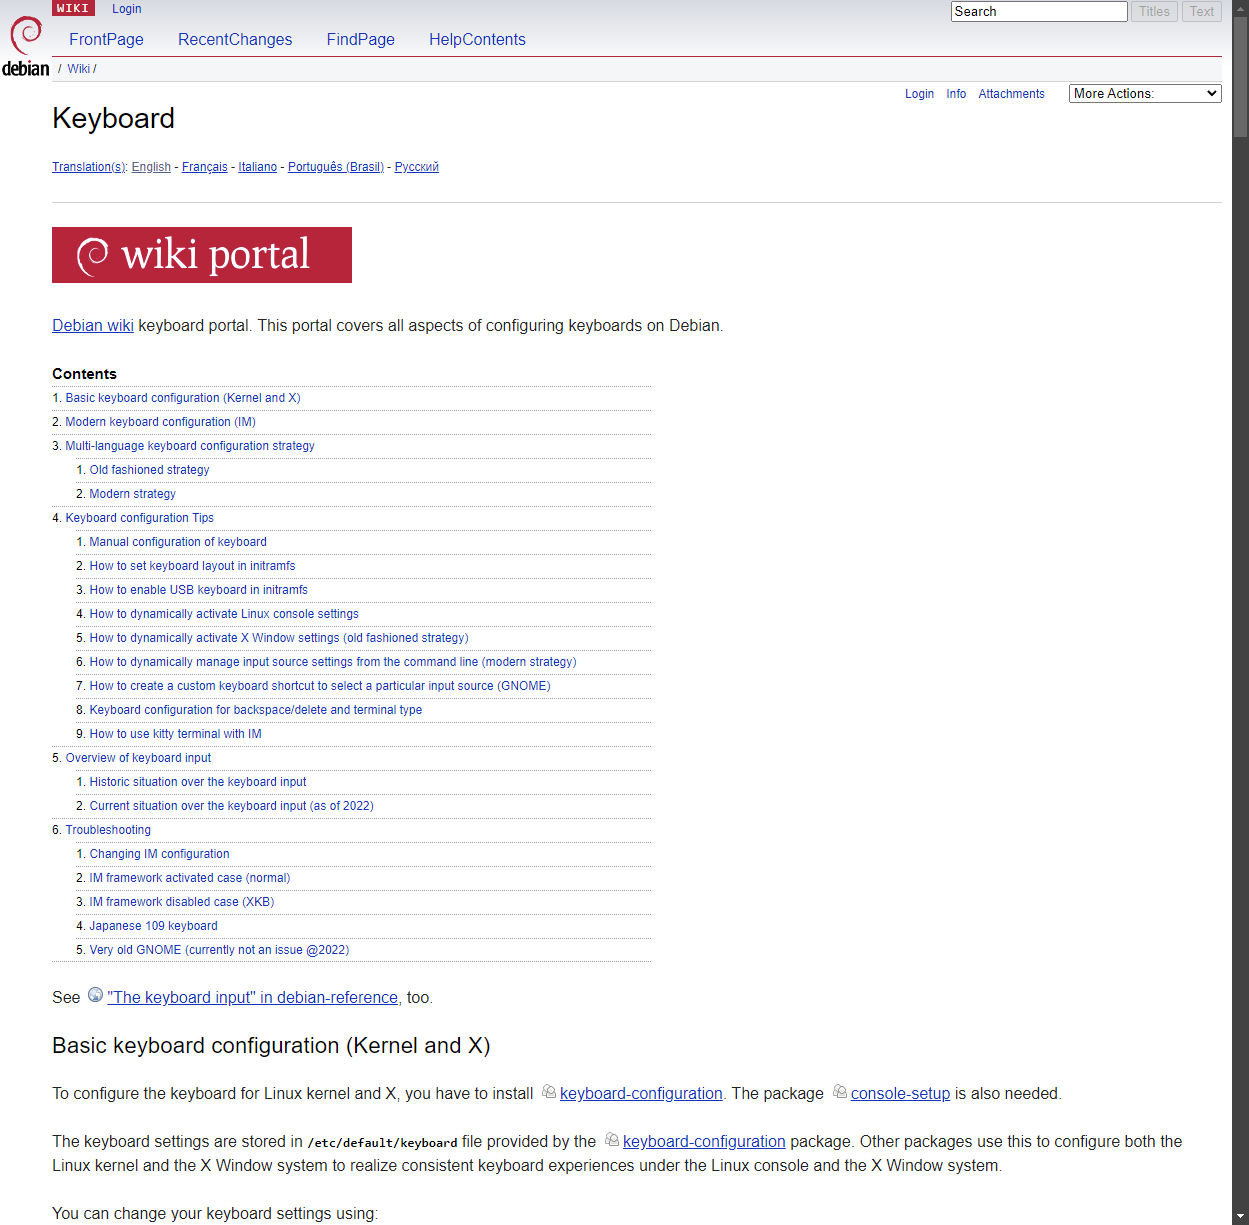 WIKI Login Search Titles Text
FrontPage RecentChanges FindPage HelpContents
debian / Wiki /
Login Info Attachments More Actions:
Keyboard
Translation(s): English - Français - Italiano - Português (Brasil) - Русский
wiki portal
Debian wiki keyboard portal. This portal covers all aspects of configuring keyboards on Debian.
Contents
1. Basic keyboard configuration (Kernel and X)
2. Modern keyboard configuration (IM)
3. Multi-language keyboard configuration strategy
1. Old fashioned strategy
2. Modern strategy
4. Keyboard configuration Tips
1. Manual configuration of keyboard
2. How to set keyboard layout in initramfs
3. How to enable USB keyboard in initramfs
4. How to dynamically activate Linux console settings
5. How to dynamically activate X Window settings (old fashioned strategy)
6. How to dynamically manage input source settings from the command line (modern strategy)
7. How to create a custom keyboard shortcut to select a particular input source (GNOME)
8. Keyboard configuration for backspace/delete and terminal type
9. How to use kitty terminal with IM
5. Overview of keyboard input
1. Historic situation over the keyboard input
2. Current situation over the keyboard input (as of 2022)
6. Troubleshooting
1. Changing IM configuration
2. IM framework activated case (normal)
3. IM framework disabled case (XKB)
4. Japanese 109 keyboard
5. Very old GNOME (currently not an issue @2022)
See "The keyboard input" in debian-reference, too.
Basic keyboard configuration (Kernel and X)
To configure the keyboard for Linux kernel and X, you have to install keyboard-configuration. The package console-setup is also needed.
The keyboard settings are stored in /etc/default/keyboard file provided by the keyboard-configuration package. Other packages use this to configure both the
Linux kernel and the X Window system to realize consistent keyboard experiences under the Linux console and the X Window system.
You can change your keyboard settings using: